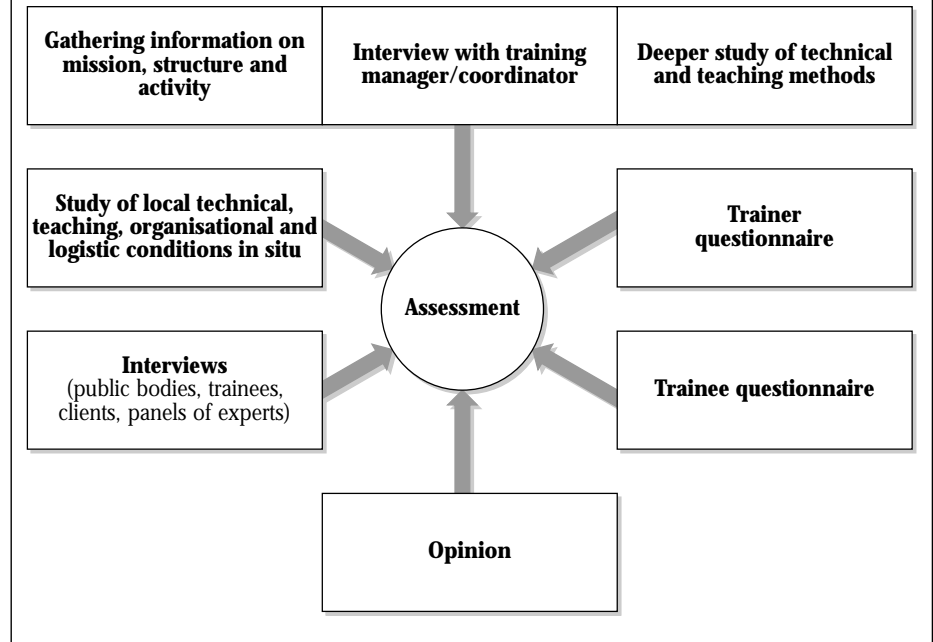 Gathering information on
mission, structure and
activity
Interview with training
manager/coordinator
Deeper study of technical
and teaching methods
Study of local technical,
teaching, organisational and
logistic conditions in situ
Trainer
questionnaire
Assessment
Interviews
(public bodies, trainees,
clients, panels of experts)
Trainee questionnaire
Opinion